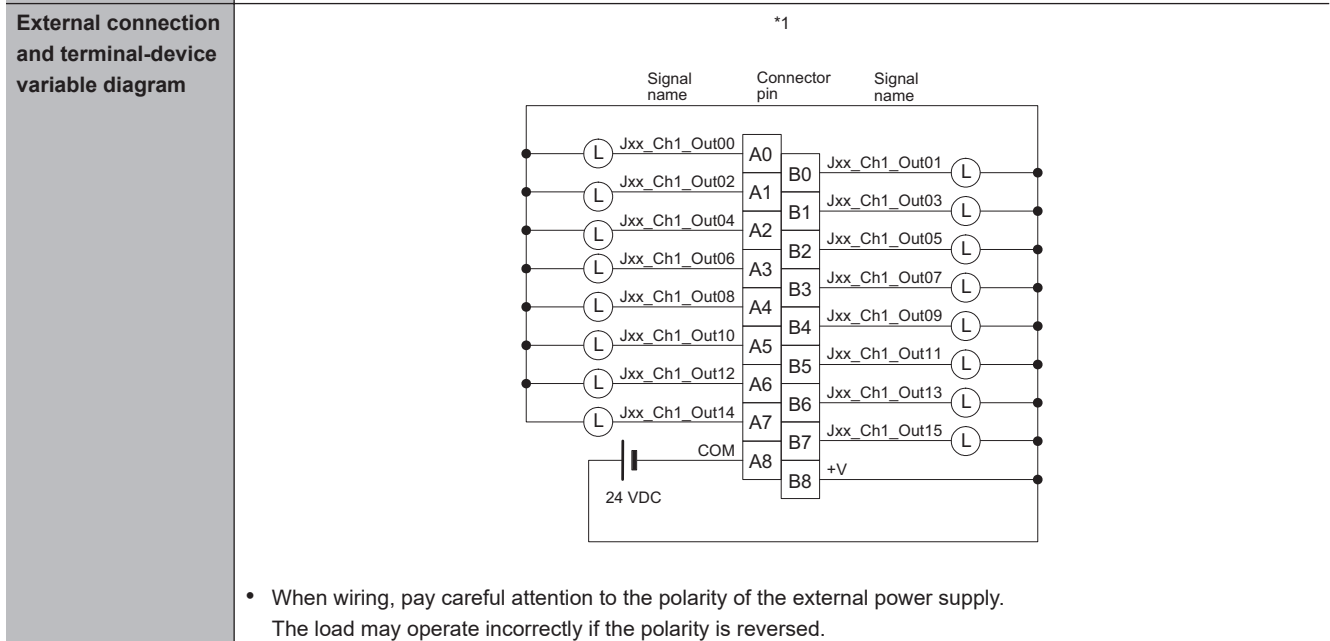 External connection
and terminal-device
variable diagram
*1
Signal
name
Connector
pin
Signal
name
L Jxx_Ch1_Out00 A0
B0 Jxx_Ch1_Out01 L
L Jxx_Ch1_Out02 A1
B1 Jxx_Ch1_Out03 L
L Jxx_Ch1_Out04 A2
B2 Jxx_Ch1_Out05 L
L Jxx_Ch1_Out06 A3
B3 Jxx_Ch1_Out07 L
L Jxx_Ch1_Out08 A4
B4 Jxx_Ch1_Out09 L
L Jxx_Ch1_Out10 A5
B5 Jxx_Ch1_Out11 L
L Jxx_Ch1_Out12 A6
B6 Jxx_Ch1_Out13 L
L Jxx_Ch1_Out14 A7
B7 Jxx_Ch1_Out15 L
COM A8
B8 +V
24 VDC
• When wiring, pay careful attention to the polarity of the external power supply.
The load may operate incorrectly if the polarity is reversed.